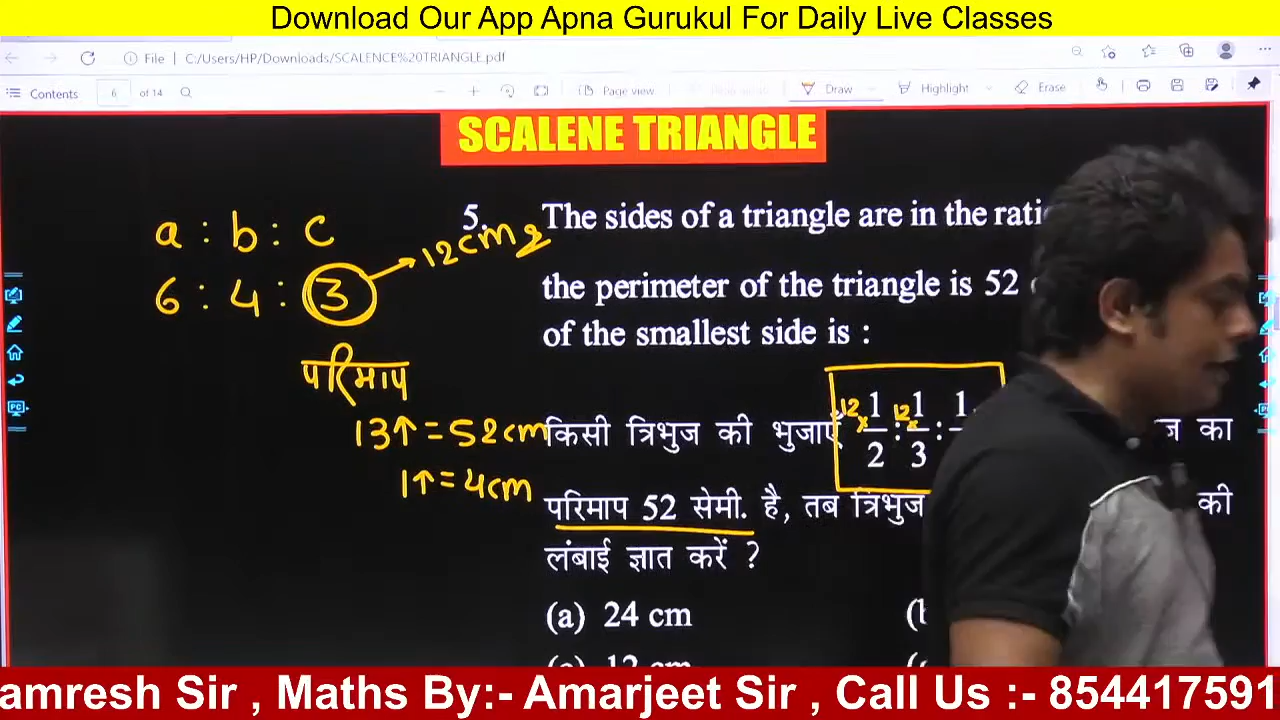 Download Our App Apna Gurukul For Daily Live Classes
File | C:/Users/HP/Downloads/SCALENCE%20TRIANGLE.pdf
Contents 6 of 14 Page view Draw Highlight Erase
SCALENE TRIANGLE
a : b : c
6 : 4 : 3 → 12cm
परिमाप
13↑ = 52cm
1↑ = 4cm
5. The sides of a triangle are in the
the perimeter of the triangle is 52
of the smallest side is :
किसी त्रिभुज की भुजाएँ 12× 1/2 : 12× 1/3 : का
परिमाप 52 सेमी. है, तब त्रिभुज की
लंबाई ज्ञात करें ?
(a) 24 cm
12 cm
Sir , Maths By:- Amarjeet Sir , Call Us :- 854417591